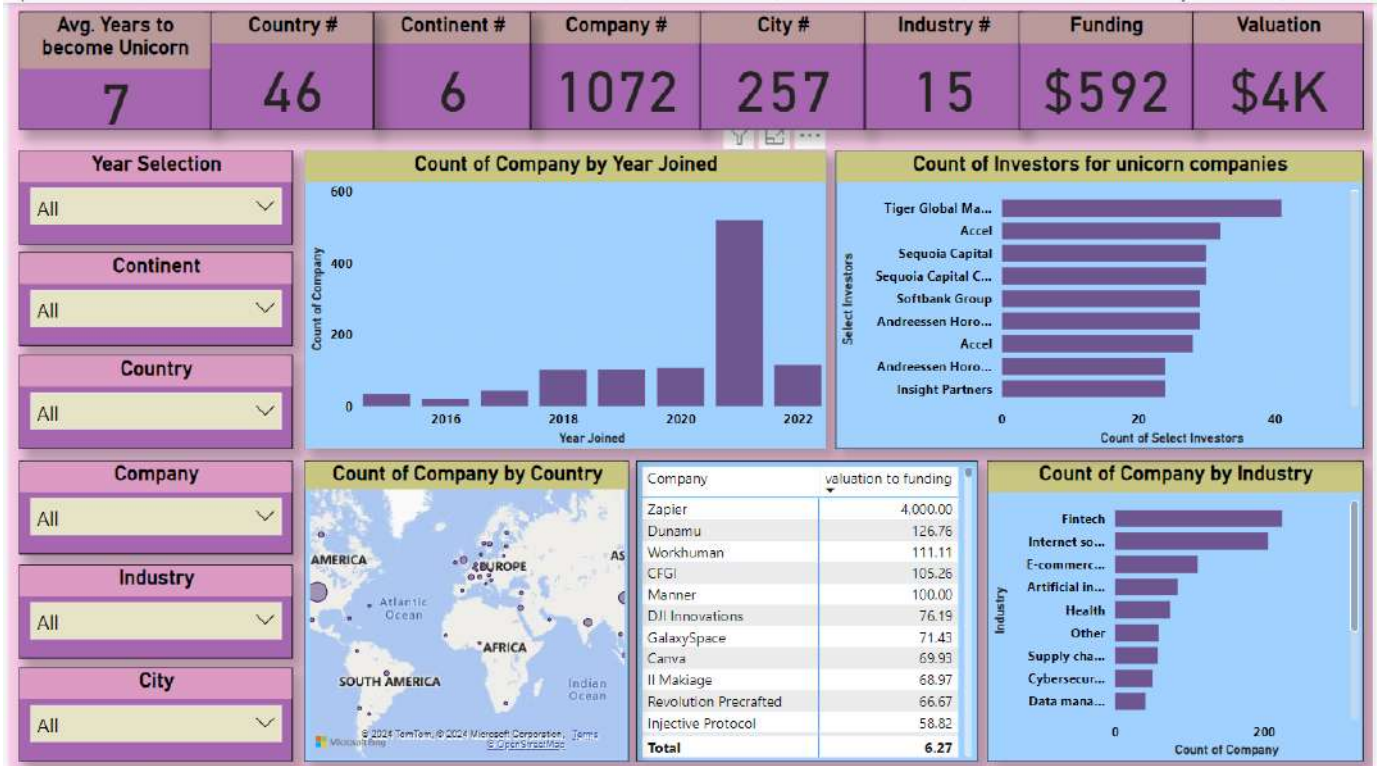 Avg. Years to
become Unicorn
7
Country #
46
Continent #
6
Company #
1072
City #
257
Industry #
15
Funding
$592
Valuation
$4K
Year Selection
All
Continent
All
Country
All
Company
All
Industry
All
City
All
Count of Company by Year Joined
Count of Company
600
400
200
0
2016
2018
2020
2022
Year Joined
Count of Investors for unicorn companies
Select Investors
Tiger Global Ma...
Accel
Sequoia Capital
Sequoia Capital C...
Softbank Group
Andreessen Horo...
Accel
Andreessen Horo...
Insight Partners
0
20
40
Count of Select Investors
Count of Company by Country
AMERICA
EUROPE
AS
Atlantic
Ocean
AFRICA
SOUTH AMERICA
Indian
Ocean
Microsoft Bing
© 2024 TomTom, © 2024 Microsoft Corporation, Terms
© OpenStreetMap
Company valuation to funding
Zapier 4,000.00
Dunamu 126.76
Workhuman 111.11
CFGI 105.26
Manner 100.00
DJI Innovations 76.19
GalaxySpace 71.43
Canva 69.93
Il Makiage 68.97
Revolution Precrafted 66.67
Injective Protocol 58.82
Total 6.27
Count of Company by Industry
Industry
Fintech
Internet so...
E-commerc...
Artificial in...
Health
Other
Supply cha...
Cybersecur...
Data mana...
0
200
Count of Company